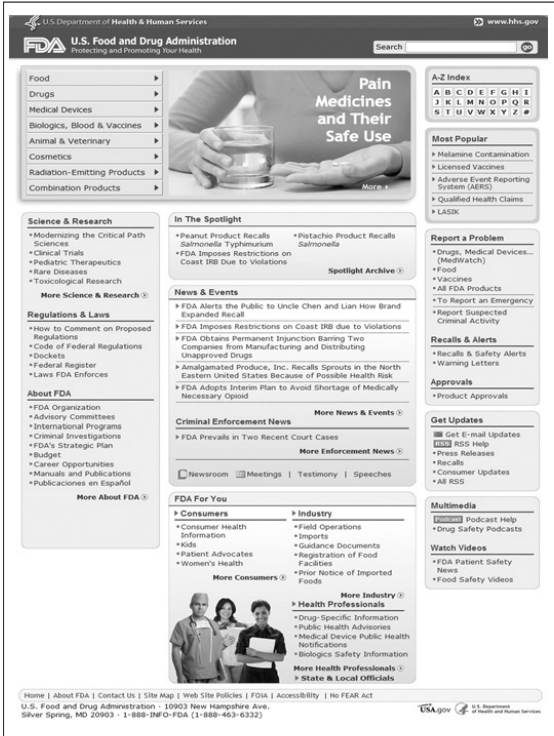 U.S. Department of Health & Human Services
www.hhs.gov
FDA U.S. Food and Drug Administration
Protecting and Promoting Your Health
Search
go
Food
Drugs
Medical Devices
Biologics, Blood & Vaccines
Animal & Veterinary
Cosmetics
Radiation-Emitting Products
Combination Products
Pain
Medicines
and Their
Safe Use
More
A-Z Index
A B C D E F G H I
J K L M N O P Q R
S T U V W X Y Z #
Most Popular
Melamine Contamination
Licensed Vaccines
Adverse Event Reporting
System (AERS)
Qualified Health Claims
LASIK
Science & Research
Modernizing the Critical Path
Sciences
Clinical Trials
Pediatric Therapeutics
Rare Diseases
Toxicological Research
More Science & Research
Regulations & Laws
How to Comment on Proposed
Regulations
Code of Federal Regulations
Dockets
Federal Register
Laws FDA Enforces
About FDA
FDA Organization
Advisory Committees
International Programs
Criminal Investigations
FDA's Strategic Plan
Budget
Career Opportunities
Manuals and Publications
Publicaciones en Español
More About FDA
In The Spotlight
Peanut Product Recalls
Salmonella Typhimurium
FDA Imposes Restrictions on
Coast IRB Due to Violations
Pistachio Product Recalls
Salmonella
Spotlight Archive
News & Events
FDA Alerts the Public to Uncle Chen and Lian How Brand
Expanded Recall
FDA Imposes Restrictions on Coast IRB due to Violations
FDA Obtains Permanent Injunction Barring Two
Companies from Manufacturing and Distributing
Unapproved Drugs
Amalgamated Produce, Inc. Recalls Sprouts in the North
Eastern United States Because of Possible Health Risk
FDA Adopts Interim Plan to Avoid Shortage of Medically
Necessary Opioid
More News & Events
Criminal Enforcement News
FDA Prevails in Two Recent Court Cases
More Enforcement News
Newsroom Meetings | Testimony | Speeches
FDA For You
Consumers
Consumer Health
Information
Kids
Patient Advocates
Women's Health
More Consumers
Industry
Field Operations
Imports
Guidance Documents
Registration of Food
Facilities
Prior Notice of Imported
Foods
More Industry
Health Professionals
Drug-Specific Information
Public Health Advisories
Medical Device Public Health
Notifications
Biologics Safety Information
More Health Professionals
State & Local Officials
Report a Problem
Drugs, Medical Devices...
(MedWatch)
Food
Vaccines
All FDA Products
To Report an Emergency
Report Suspected
Criminal Activity
Recalls & Alerts
Recalls & Safety Alerts
Warning Letters
Approvals
Product Approvals
Get Updates
Get E-mail Updates
RSS RSS Help
Press Releases
Recalls
Consumer Updates
All RSS
Multimedia
Podcast Podcast Help
Drug Safety Podcasts
Watch Videos
FDA Patient Safety
News
Food Safety Videos
Home | About FDA | Contact Us | Site Map | Web Site Policies | FOIA | Accessibility | No FEAR Act
U.S. Food and Drug Administration · 10903 New Hampshire Ave.
Silver Spring, MD 20903 · 1-888-INFO-FDA (1-888-463-6332)
USA.gov
U.S. Department
of Health and Human Services